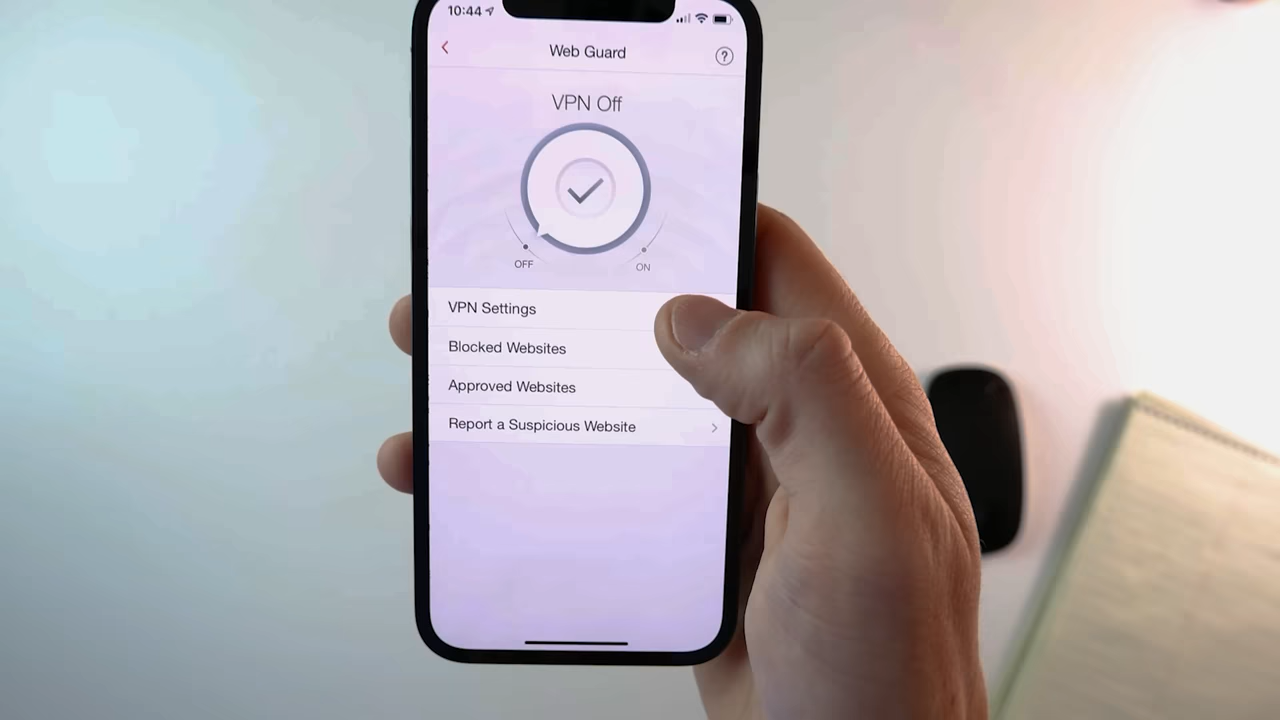 10:44
Web Guard
?
VPN Off
OFF
ON
VPN Settings
Blocked Websites
Approved Websites
Report a Suspicious Website